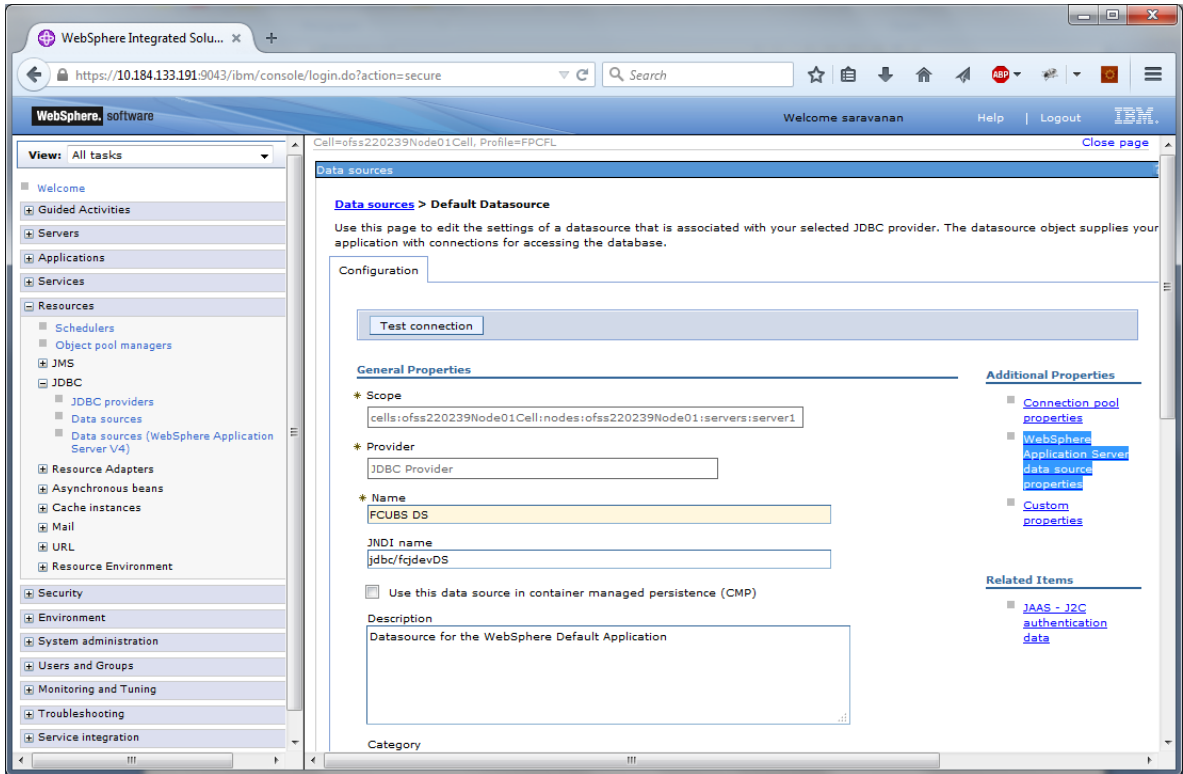 WebSphere Integrated Solu...
https://10.184.133.191:9043/ibm/console/login.do?action=secure
Search
ABP
WebSphere. software
Welcome saravanan
Help | Logout
IBM.
View: All tasks
Welcome
Guided Activities
Servers
Applications
Services
Resources
Schedulers
Object pool managers
JMS
JDBC
JDBC providers
Data sources
Data sources (WebSphere Application
Server V4)
Resource Adapters
Asynchronous beans
Cache instances
Mail
URL
Resource Environment
Security
Environment
System administration
Users and Groups
Monitoring and Tuning
Troubleshooting
Service integration
Cell=ofss220239Node01Cell, Profile=FPCFL
Close page
Data sources
?
Data sources > Default Datasource
Use this page to edit the settings of a datasource that is associated with your selected JDBC provider. The datasource object supplies your
application with connections for accessing the database.
Configuration
Test connection
General Properties
* Scope
cells:ofss220239Node01Cell:nodes:ofss220239Node01:servers:server1
* Provider
JDBC Provider
* Name
FCUBS DS
JNDI name
jdbc/fcjdevDS
Use this data source in container managed persistence (CMP)
Description
Datasource for the WebSphere Default Application
Category
Additional Properties
Connection pool
properties
WebSphere
Application Server
data source
properties
Custom
properties
Related Items
JAAS - J2C
authentication
data